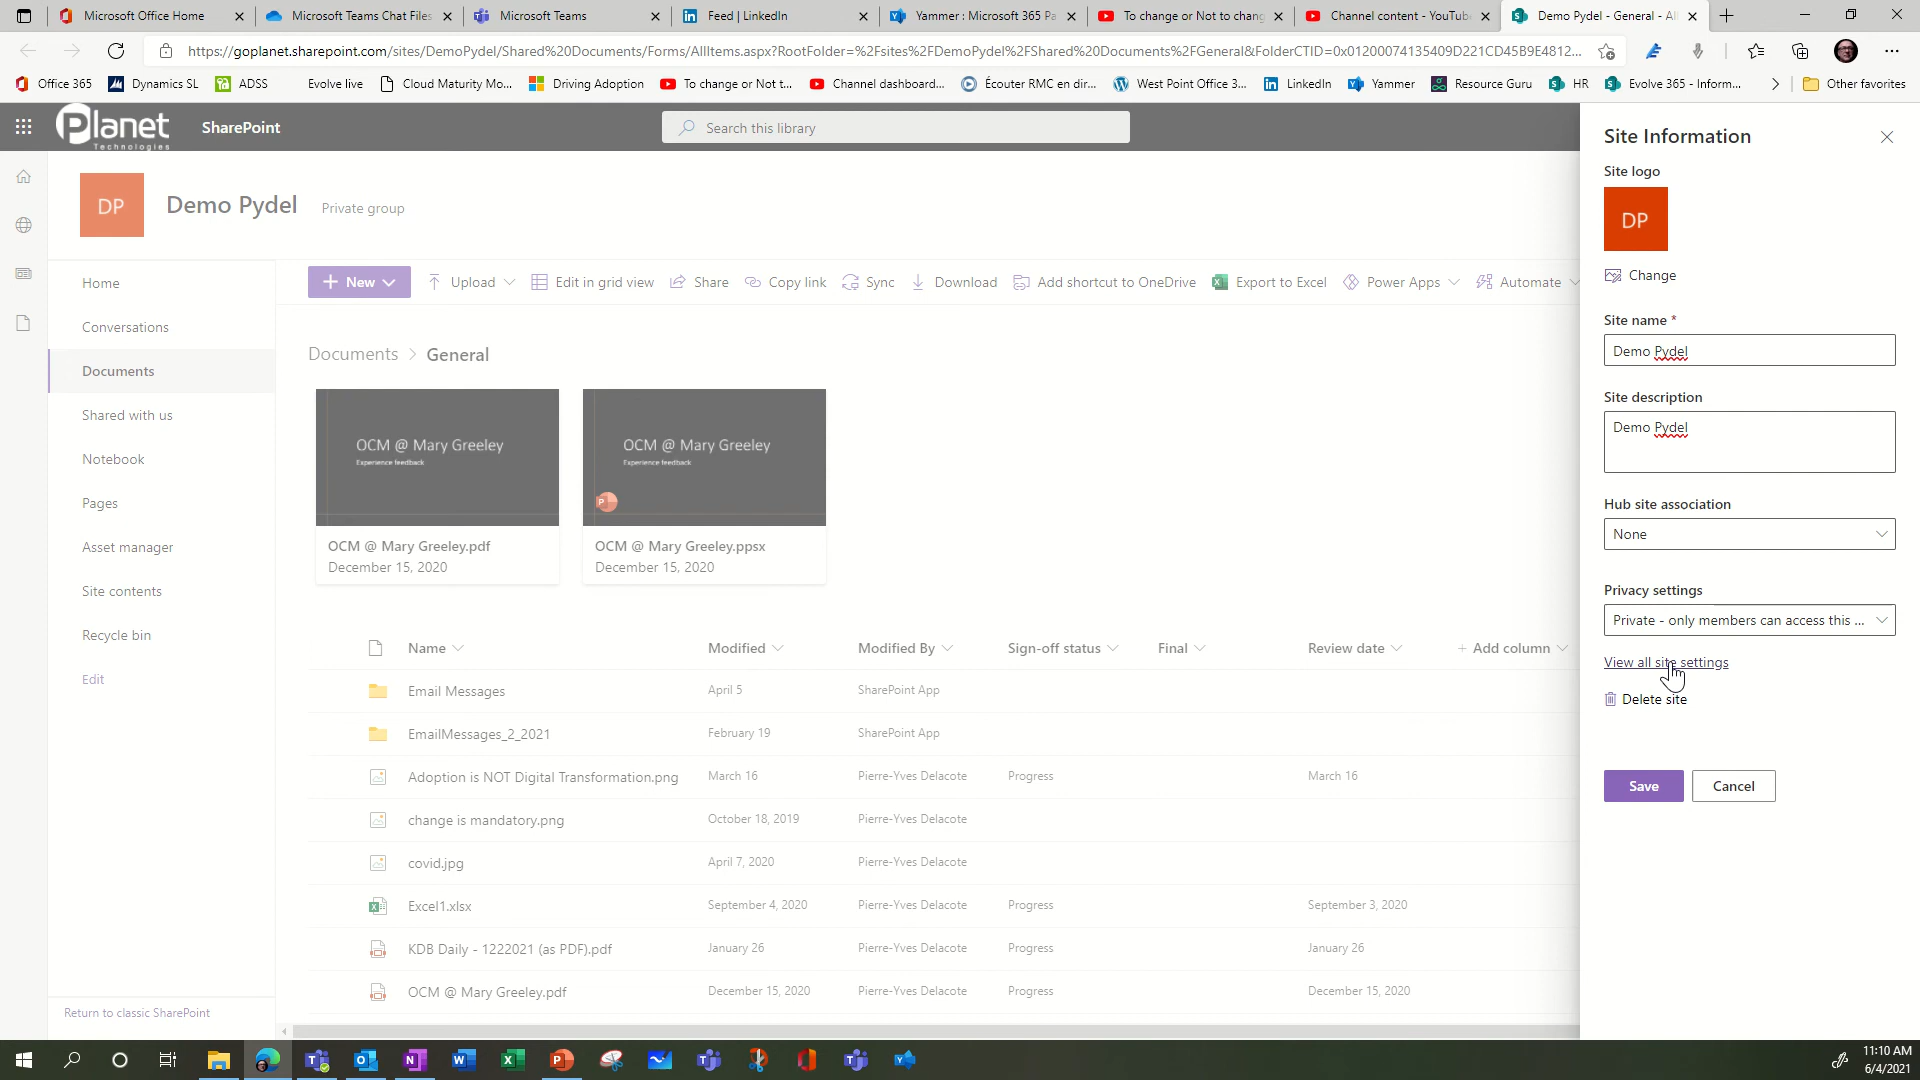 Microsoft Office Home
Microsoft Teams Chat Files
Microsoft Teams
Feed | LinkedIn
Yammer : Microsoft 365 Pa
To change or Not to chang
Channel content - YouTub
Demo Pydel - General - Al
https://goplanet.sharepoint.com/sites/DemoPydel/Shared%20Documents/Forms/AllItems.aspx?RootFolder=%2Fsites%2FDemoPydel%2FShared%20Documents%2FGeneral&FolderCTID=0x01200074135409D221CD45B9E4812...
Office 365
Dynamics SL
ADSS
Evolve live
Cloud Maturity Mo...
Driving Adoption
To change or Not t...
Channel dashboard...
Écouter RMC en dir...
West Point Office 3...
LinkedIn
Yammer
Resource Guru
HR
Evolve 365 - Inform...
Other favorites
Planet
Technologies
SharePoint
Search this library
DP
Demo Pydel
Private group
Home
Conversations
Documents
Shared with us
Notebook
Pages
Asset manager
Site contents
Recycle bin
Edit
Return to classic SharePoint
New
Upload
Edit in grid view
Share
Copy link
Sync
Download
Add shortcut to OneDrive
Export to Excel
Power Apps
Automate
Documents > General
OCM @ Mary Greeley
Experience feedback
OCM @ Mary Greeley.pdf
December 15, 2020
OCM @ Mary Greeley
Experience feedback
OCM @ Mary Greeley.ppsx
December 15, 2020
Name Modified Modified By Sign-off status Final Review date + Add column
Email Messages April 5 SharePoint App
EmailMessages_2_2021 February 19 SharePoint App
Adoption is NOT Digital Transformation.png March 16 Pierre-Yves Delacote Progress March 16
change is mandatory.png October 18, 2019 Pierre-Yves Delacote
covid.jpg April 7, 2020 Pierre-Yves Delacote
Excel1.xlsx September 4, 2020 Pierre-Yves Delacote Progress September 3, 2020
KDB Daily - 1222021 (as PDF).pdf January 26 Pierre-Yves Delacote Progress January 26
OCM @ Mary Greeley.pdf December 15, 2020 Pierre-Yves Delacote Progress December 15, 2020
Site Information
Site logo
DP
Change
Site name *
Demo Pydel
Site description
Demo Pydel
Hub site association
None
Privacy settings
Private - only members can access this ...
View all site settings
Delete site
Save
Cancel
11:10 AM
6/4/2021